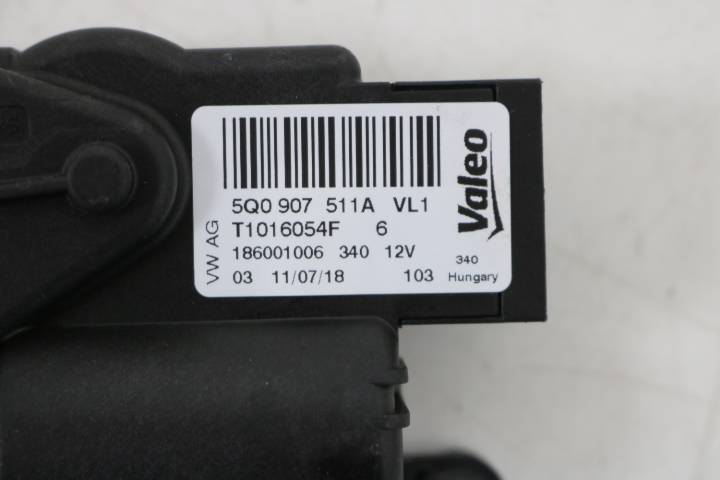 5Q0 907 511A VL1
T1016054F 6
186001006 340 12V
03 11/07/18 103
VW AG
Valeo
340
Hungary